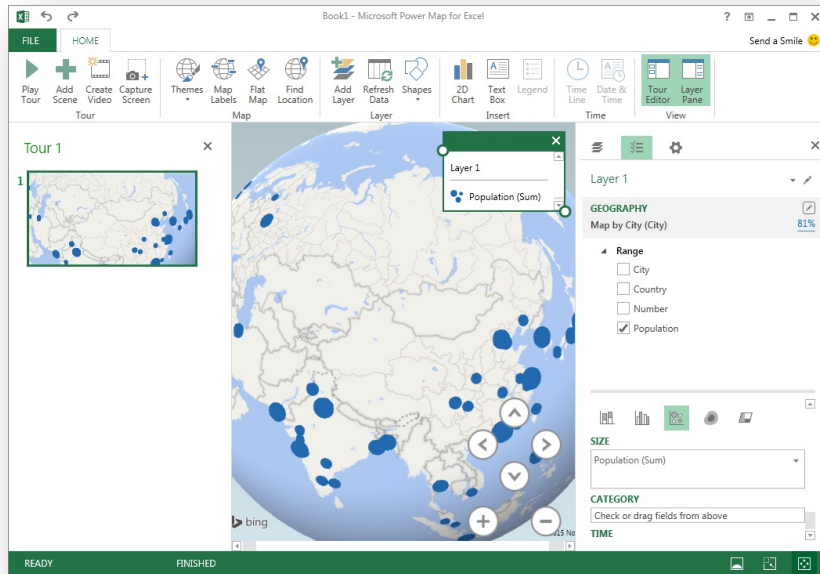 Book1 - Microsoft Power Map for Excel
FILE HOME
Send a Smile
Play Tour
Add Scene
Create Video
Capture Screen
Tour
Themes
Map Labels
Flat Map
Find Location
Map
Add Layer
Refresh Data
Shapes
Layer
2D Chart
Text Box
Legend
Insert
Time Line
Date & Time
Time
Tour Editor
Layer Pane
View
Tour 1
1
Layer 1
Population (Sum)
bing
Layer 1
GEOGRAPHY
Map by City (City) 81%
Range
City
Country
Number
Population
SIZE
Population (Sum)
CATEGORY
Check or drag fields from above
TIME
READY FINISHED